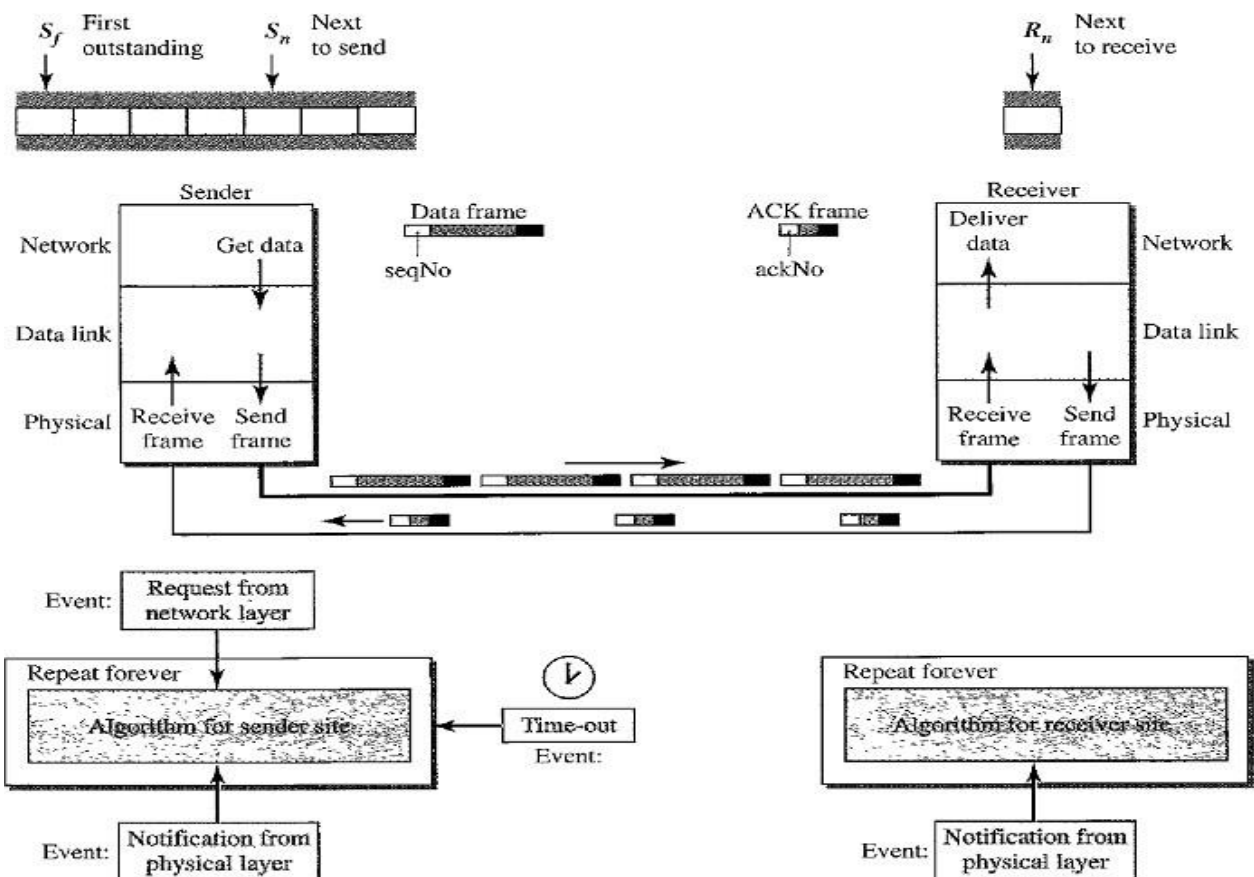 S_f First
outstanding
S_n Next
to send
R_n Next
to receive
Sender
Receiver
Data frame
ACK frame
Deliver
data
Network
Get data
Network
seqNo
ackNo
Data link
Data link
Physical
Receive
frame
Send
frame
Receive
frame
Send
frame
Physical
Event:
Request from
network layer
Repeat forever
Algorithm for sender site
Time-out
Event:
Repeat forever
Algorithm for receiver site
Event:
Notification from
physical layer
Event:
Notification from
physical layer